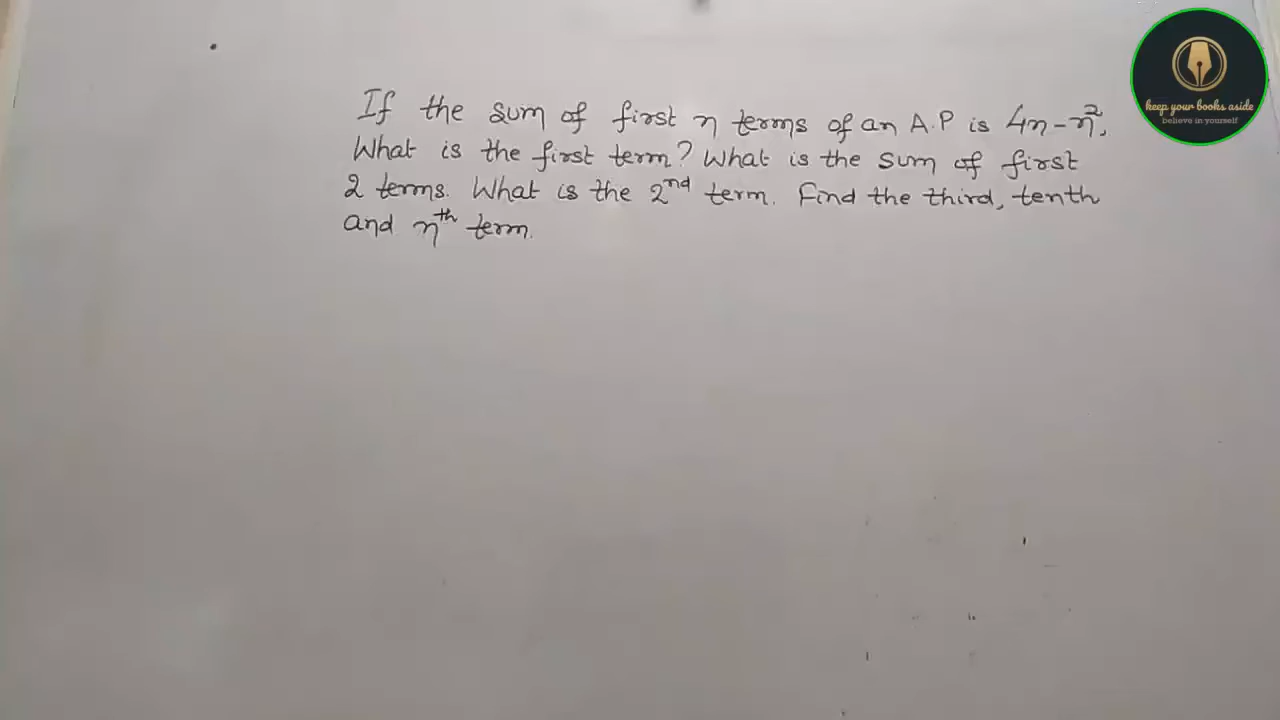 If the sum of first n terms of an A.P is 4n-n²,
What is the first term? What is the sum of first
2 terms. What is the 2nd term. Find the third, tenth
and nth term.
keep your books aside
believe in yourself